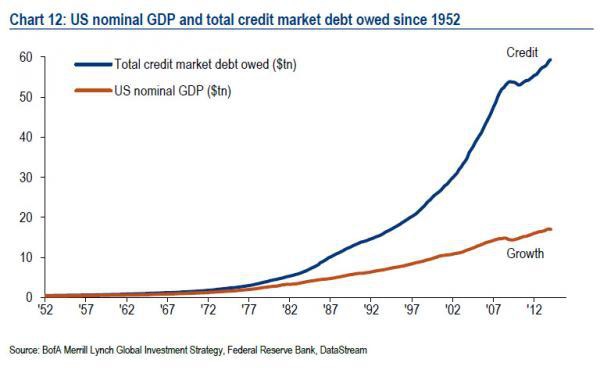 Chart 12: US nominal GDP and total credit market debt owed since 1952
60
50
40
30
20
10
0
Total credit market debt owed ($tn)
US nominal GDP ($tn)
Credit
Growth
'52 '57 '62 '67 '72 '77 '82 '87 '92 '97 '02 '07 '12
Source: BofA Merrill Lynch Global Investment Strategy, Federal Reserve Bank, DataStream